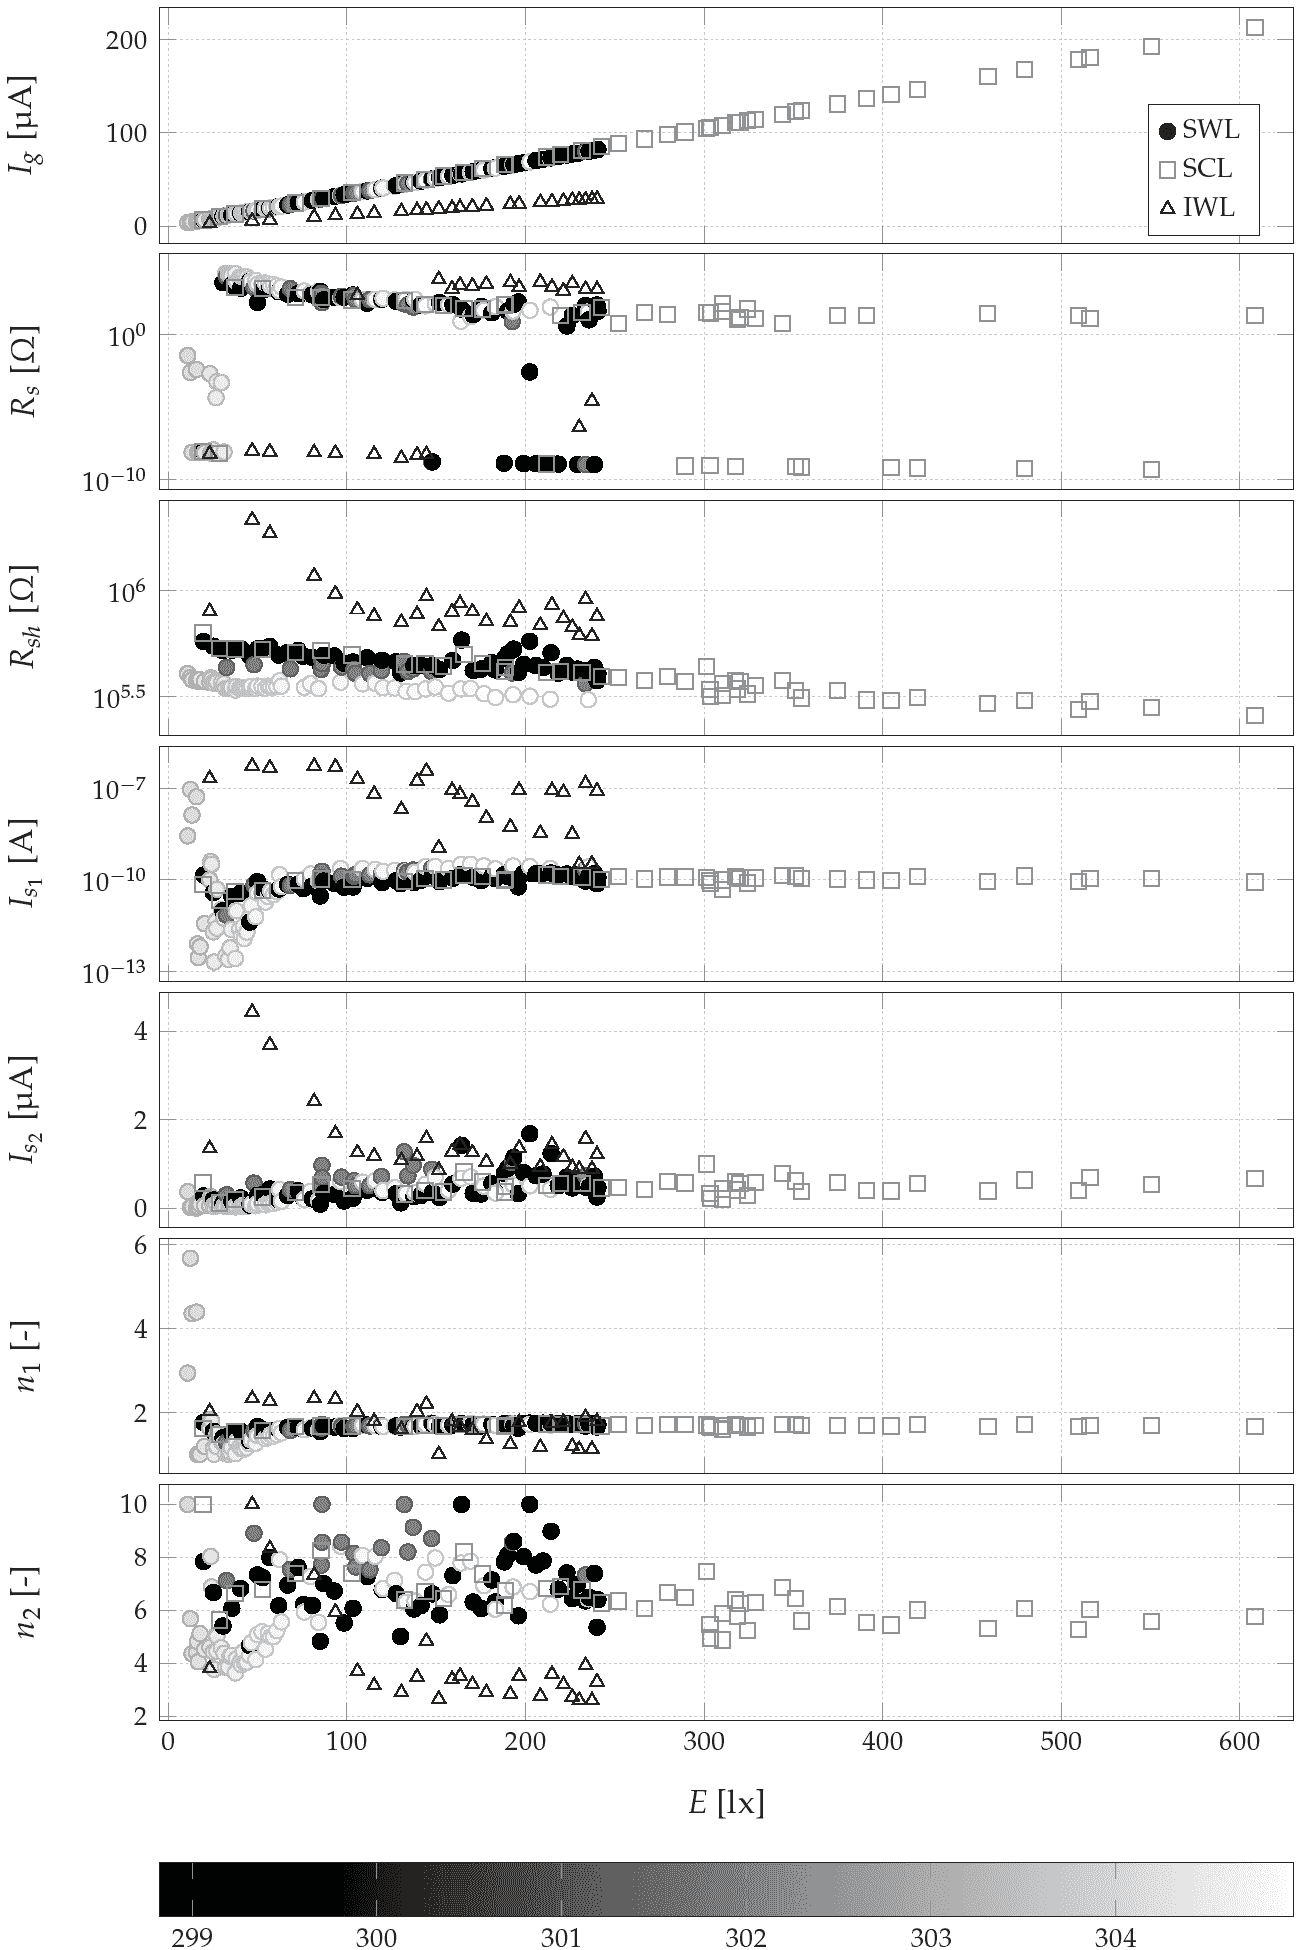 200
100
0
I_g [µA]
SWL
SCL
IWL
10^0
10^−10
R_s [Ω]
10^6
10^5.5
R_sh [Ω]
10^−7
10^−10
10^−13
I_s1 [A]
4
2
0
I_s2 [µA]
6
4
2
n_1 [-]
10
8
6
4
2
n_2 [-]
0 100 200 300 400 500 600
E [lx]
299 300 301 302 303 304